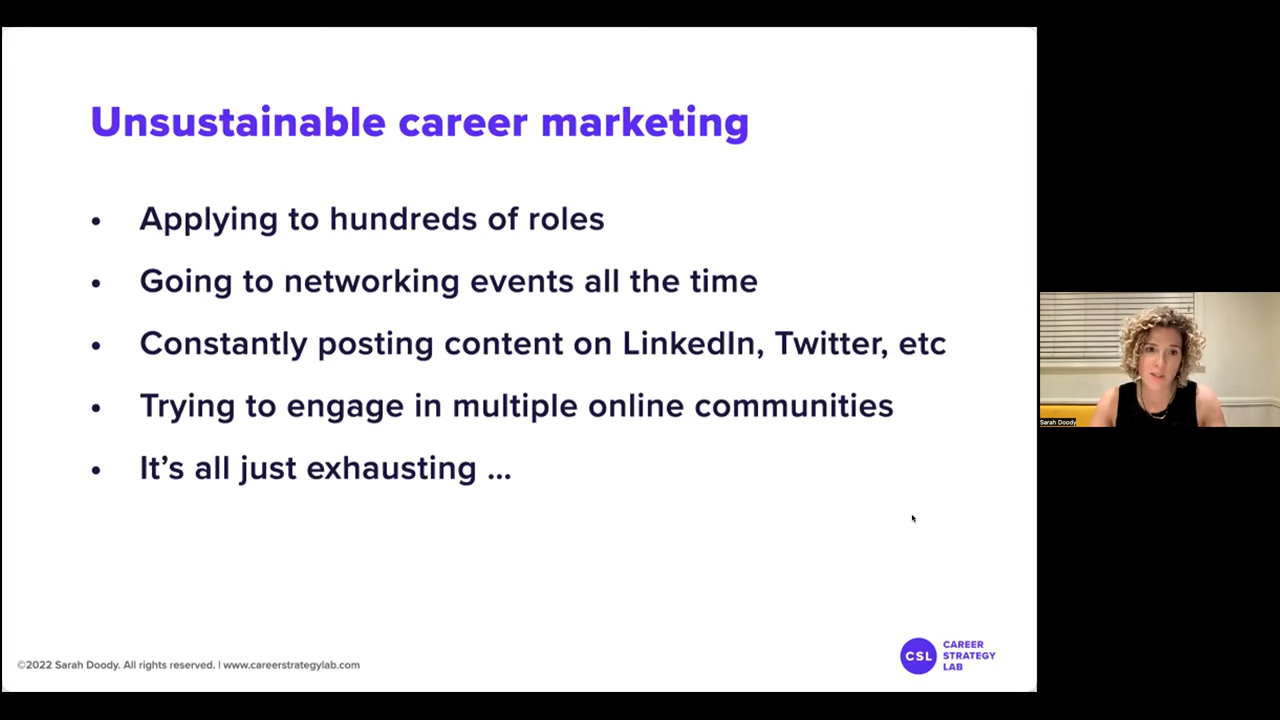 Unsustainable career marketing
• Applying to hundreds of roles
• Going to networking events all the time
• Constantly posting content on LinkedIn, Twitter, etc
• Trying to engage in multiple online communities
• It’s all just exhausting ...
Sarah Doody
©2022 Sarah Doody. All rights reserved. | www.careerstrategylab.com
CSL
CAREER
STRATEGY
LAB